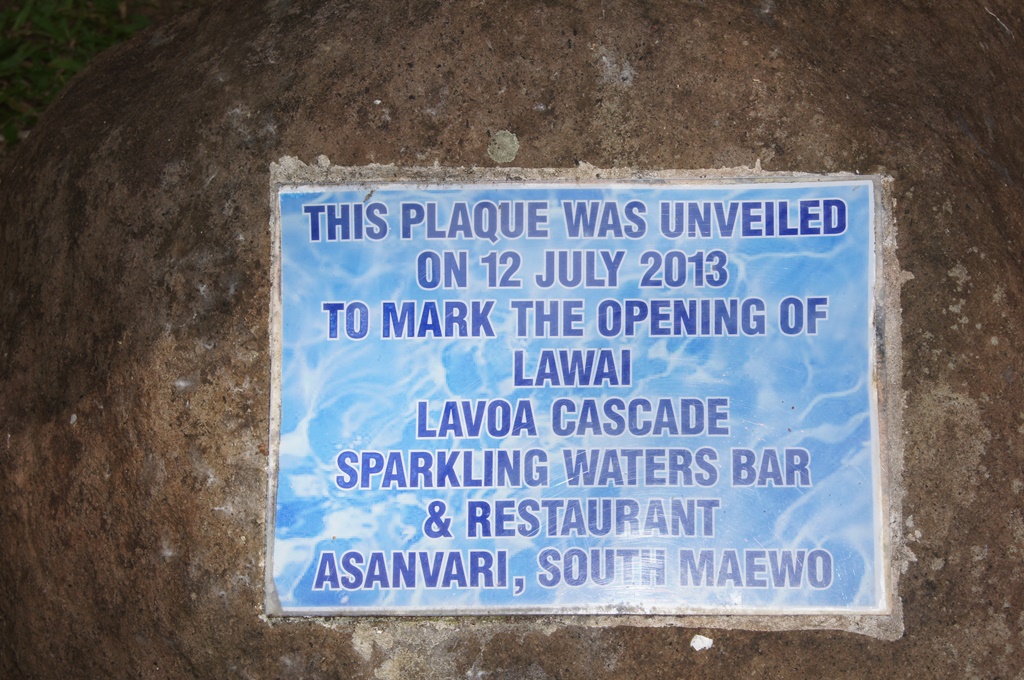 THIS PLAQUE WAS UNVEILED
ON 12 JULY 2013
TO MARK THE OPENING OF
LAWAI
LAVOA CASCADE
SPARKLING WATERS BAR
& RESTAURANT
ASANVARI, SOUTH MAEWO